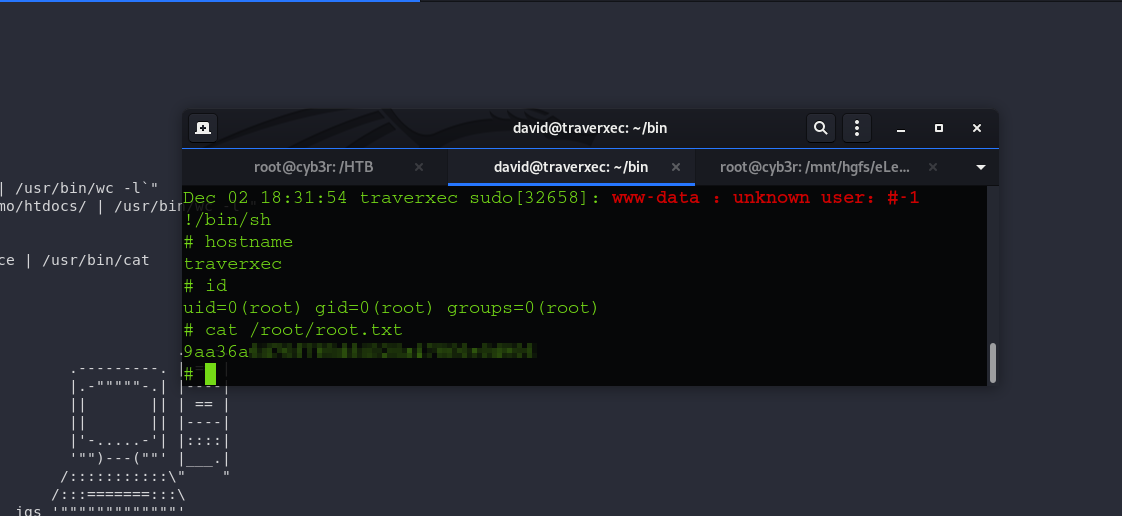 david@traverxec: ~/bin
root@cyb3r: /HTB
david@traverxec: ~/bin
root@cyb3r: /mnt/hgfs/eLe...
| /usr/bin/wc -l`"
mo/htdocs/ | /usr/bin/wc -l`"
ce | /usr/bin/cat
Dec 02 18:31:54 traverxec sudo[32658]: www-data : unknown user: #-1
!/bin/sh
# hostname
traverxec
# id
uid=0(root) gid=0(root) groups=0(root)
# cat /root/root.txt
9aa36a
#
jgs